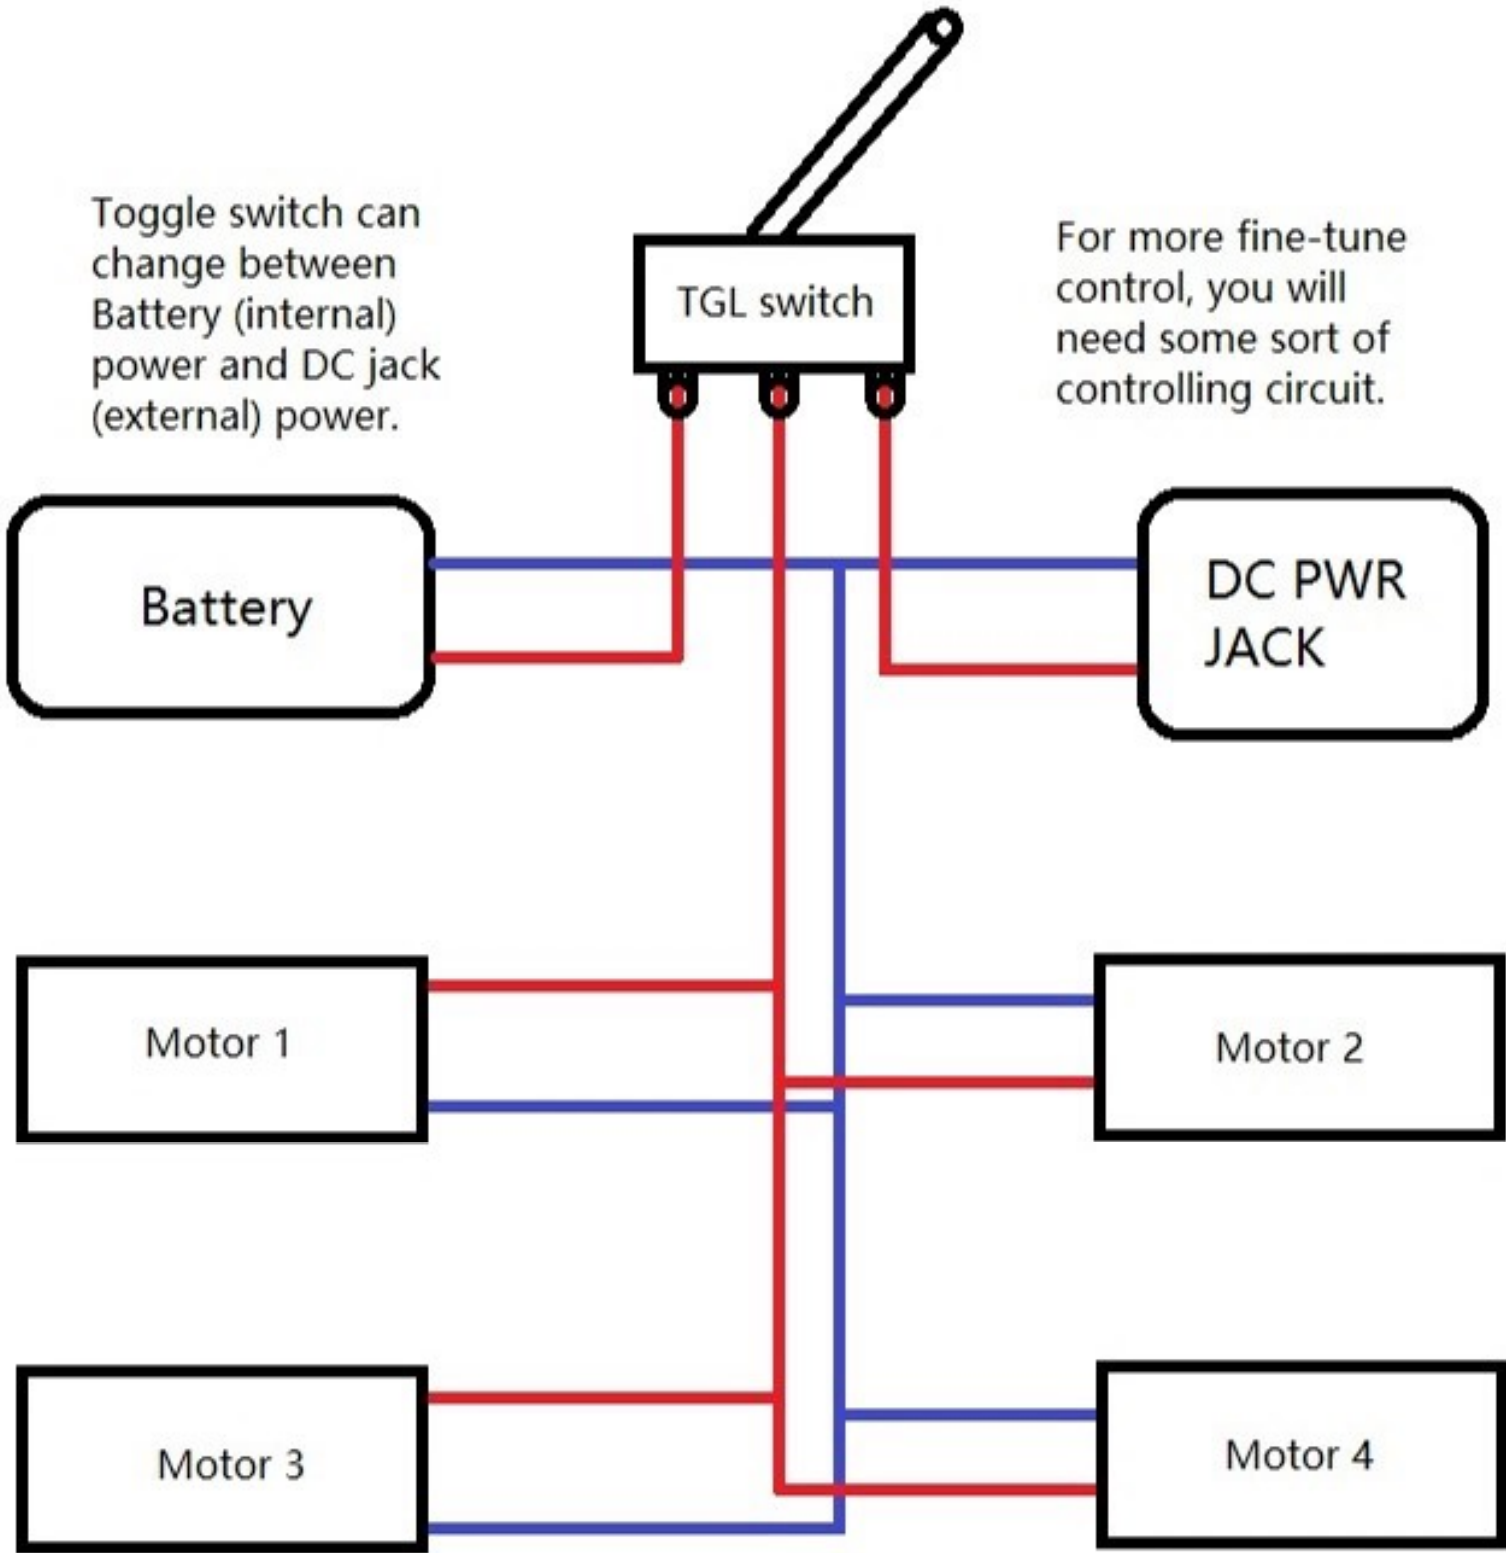 Toggle switch can
change between
Battery (internal)
power and DC jack
(external) power.
TGL switch
For more fine-tune
control, you will
need some sort of
controlling circuit.
Battery
DC PWR
JACK
Motor 1
Motor 2
Motor 3
Motor 4